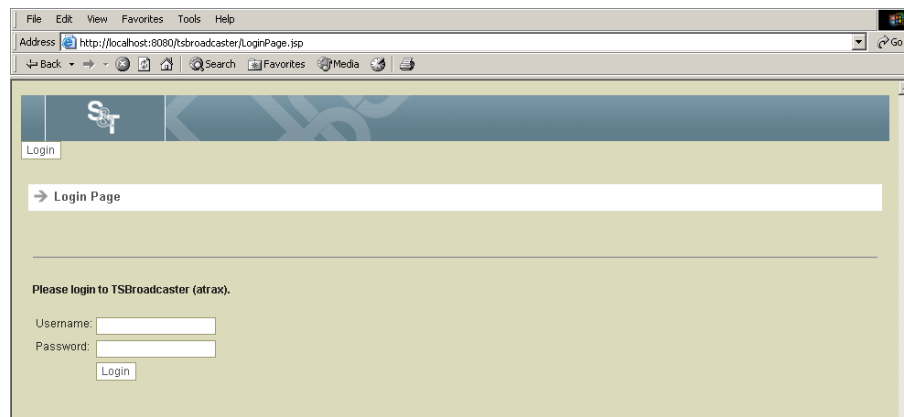 File Edit View Favorites Tools Help
Address http://localhost:8080/tsbroadcaster/LoginPage.jsp Go
Back Search Favorites Media
S&T
Login
Login Page
Please login to TSBroadcaster (atrax).
Username:
Password:
Login